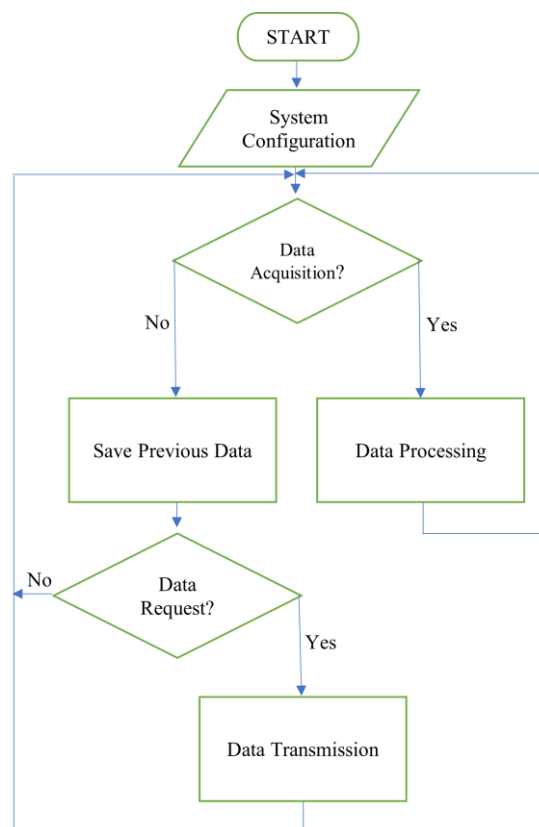 START
System
Configuration
Data
Acquisition?
No
Yes
Save Previous Data
Data Processing
No
Data
Request?
Yes
Data Transmission